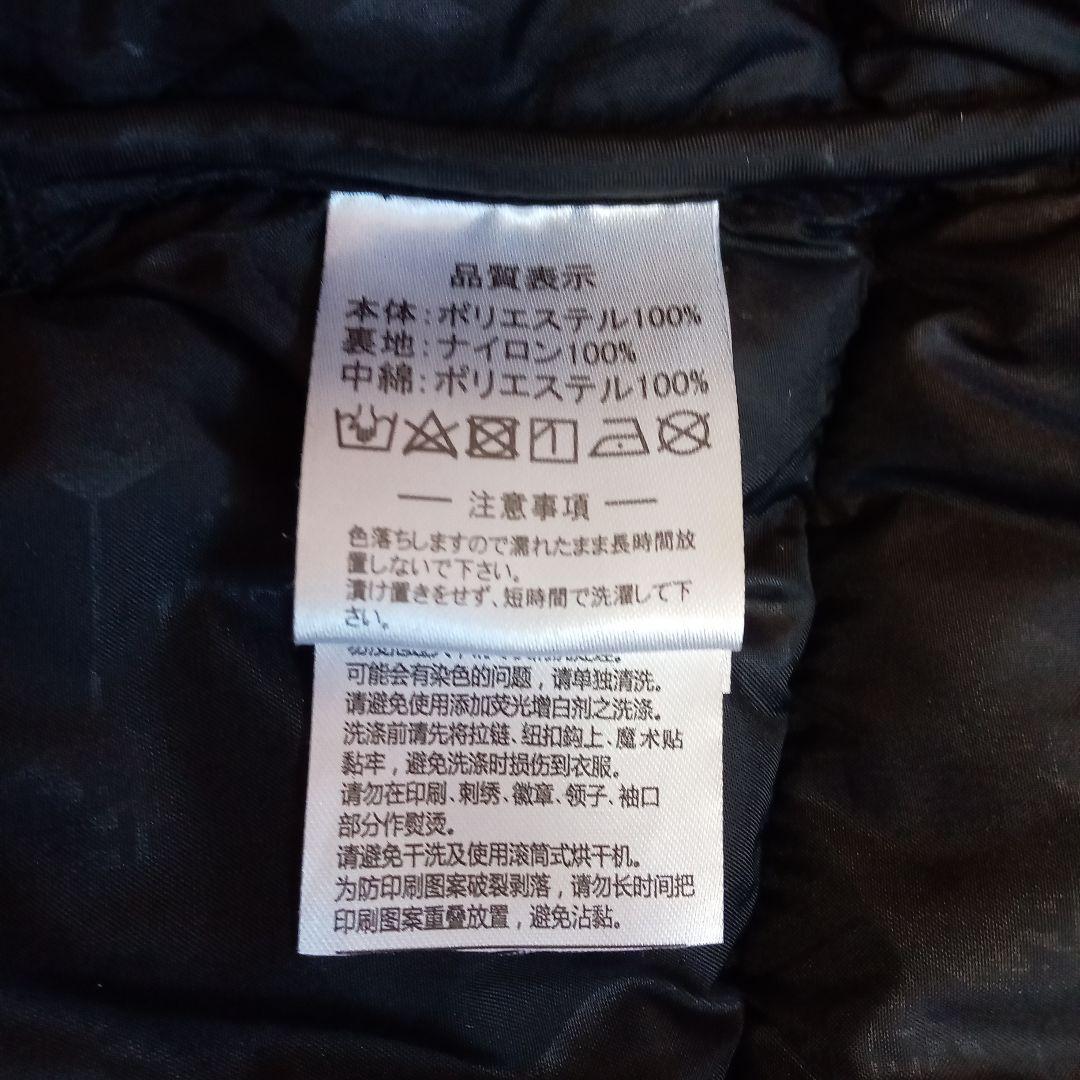 品質表示
本体:ポリエステル100%
裏地:ナイロン100%
中綿:ポリエステル100%
注意事項
色落ちしますので濡れたまま長時間放
置しないで下さい。
漬け置きをせず、短時間で洗濯して下
さい。
可能会有染色的问题,请单独清洗。
请避免使用添加荧光增白剂之洗涤。
洗涤前请先将拉链、纽扣鈎上、魔术贴
黏牢,避免洗涤时损伤到衣服。
请勿在印刷、刺绣、徽章、领子、袖口
部分作熨烫。
请避免干洗及使用滚筒式烘干机。
为防印刷图案破裂剥落,请勿长时间把
印刷图案重叠放置,避免沾黏。